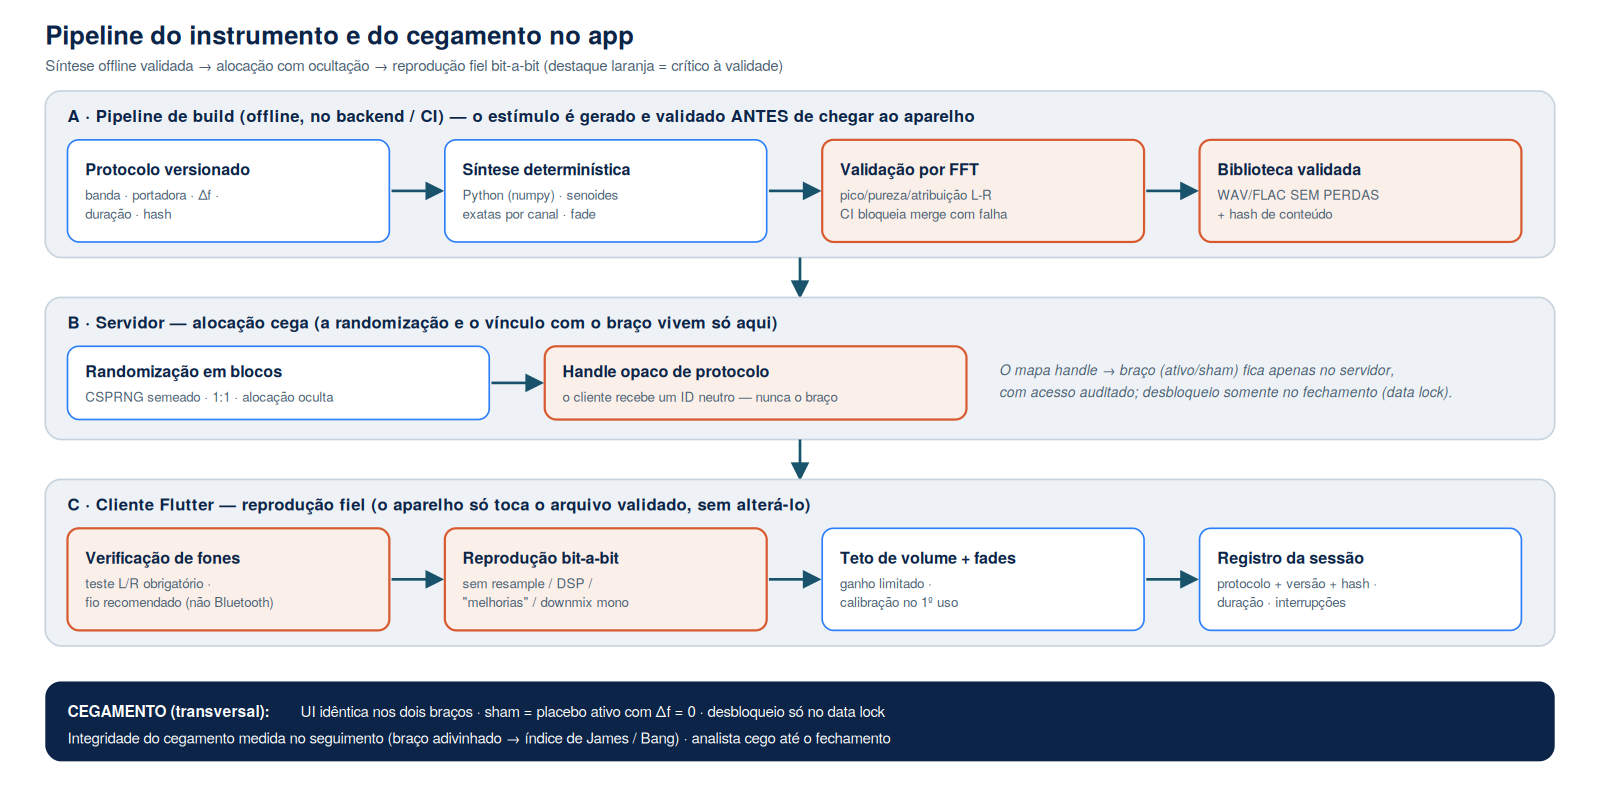 Pipeline do instrumento e do cegamento no app
Síntese offline validada → alocação com ocultação → reprodução fiel bit-a-bit (destaque laranja = crítico à validade)
A · Pipeline de build (offline, no backend / CI) — o estímulo é gerado e validado ANTES de chegar ao aparelho
Protocolo versionado
banda · portadora · Δf ·
duração · hash
Síntese determinística
Python (numpy) · senoides
exatas por canal · fade
Validação por FFT
pico/pureza/atribuição L-R
CI bloqueia merge com falha
Biblioteca validada
WAV/FLAC SEM PERDAS
+ hash de conteúdo
B · Servidor — alocação cega (a randomização e o vínculo com o braço vivem só aqui)
Randomização em blocos
CSPRNG semeado · 1:1 · alocação oculta
Handle opaco de protocolo
o cliente recebe um ID neutro — nunca o braço
O mapa handle → braço (ativo/sham) fica apenas no servidor,
com acesso auditado; desbloqueio somente no fechamento (data lock).
C · Cliente Flutter — reprodução fiel (o aparelho só toca o arquivo validado, sem alterá-lo)
Verificação de fones
teste L/R obrigatório ·
fio recomendado (não Bluetooth)
Reprodução bit-a-bit
sem resample / DSP /
"melhorias" / downmix mono
Teto de volume + fades
ganho limitado ·
calibração no 1º uso
Registro da sessão
protocolo + versão + hash ·
duração · interrupções
CEGAMENTO (transversal): UI idêntica nos dois braços · sham = placebo ativo com Δf = 0 · desbloqueio só no data lock
Integridade do cegamento medida no seguimento (braço adivinhado → índice de James / Bang) · analista cego até o fechamento